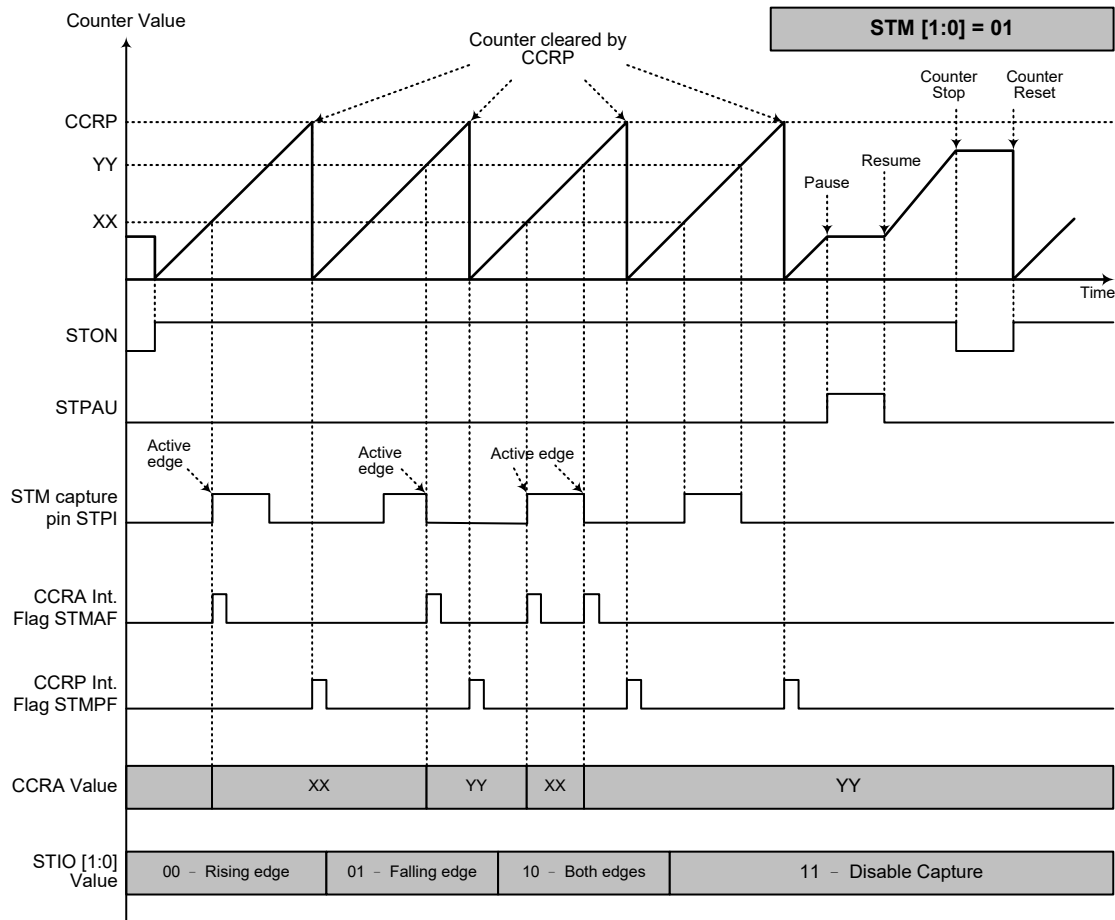 Counter Value
STM [1:0] = 01
Counter cleared by
CCRP
Counter
Stop
Counter
Reset
CCRP
YY
Resume
Pause
XX
Time
STON
STPAU
Active
edge
Active
edge
Active edge
STM capture
pin STPI
CCRA Int.
Flag STMAF
CCRP Int.
Flag STMPF
CCRA Value
XX
YY
XX
YY
STIO [1:0]
Value
00 – Rising edge
01 – Falling edge
10 – Both edges
11 – Disable Capture